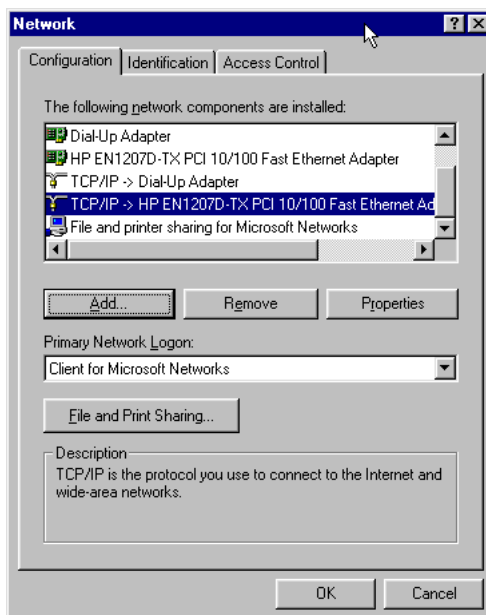 Network
Configuration Identification Access Control
The following network components are installed:
Dial-Up Adapter
HP EN1207D-TX PCI 10/100 Fast Ethernet Adapter
TCP/IP -> Dial-Up Adapter
TCP/IP -> HP EN1207D-TX PCI 10/100 Fast Ethernet Ad
File and printer sharing for Microsoft Networks
Add... Remove Properties
Primary Network Logon:
Client for Microsoft Networks
File and Print Sharing...
Description
TCP/IP is the protocol you use to connect to the Internet and
wide-area networks.
OK Cancel